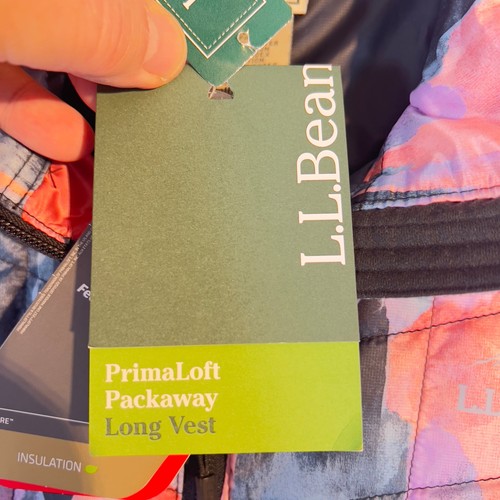 L.L.Bean
PrimaLoft
Packaway
Long Vest
INSULATION